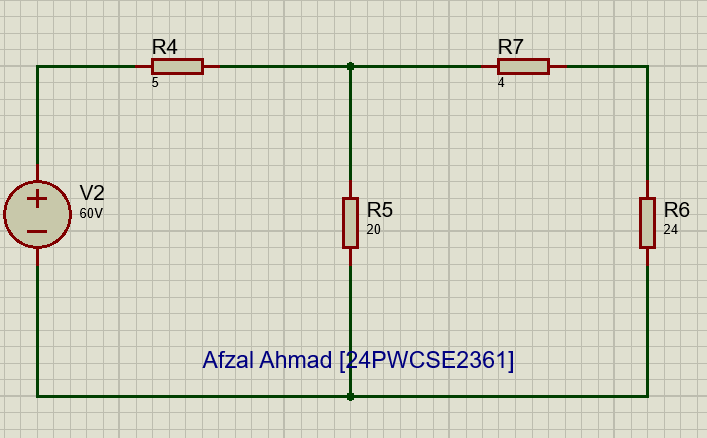 R4
5
R7
4
V2
60V
R5
20
R6
24
Afzal Ahmad [24PWCSE2361]